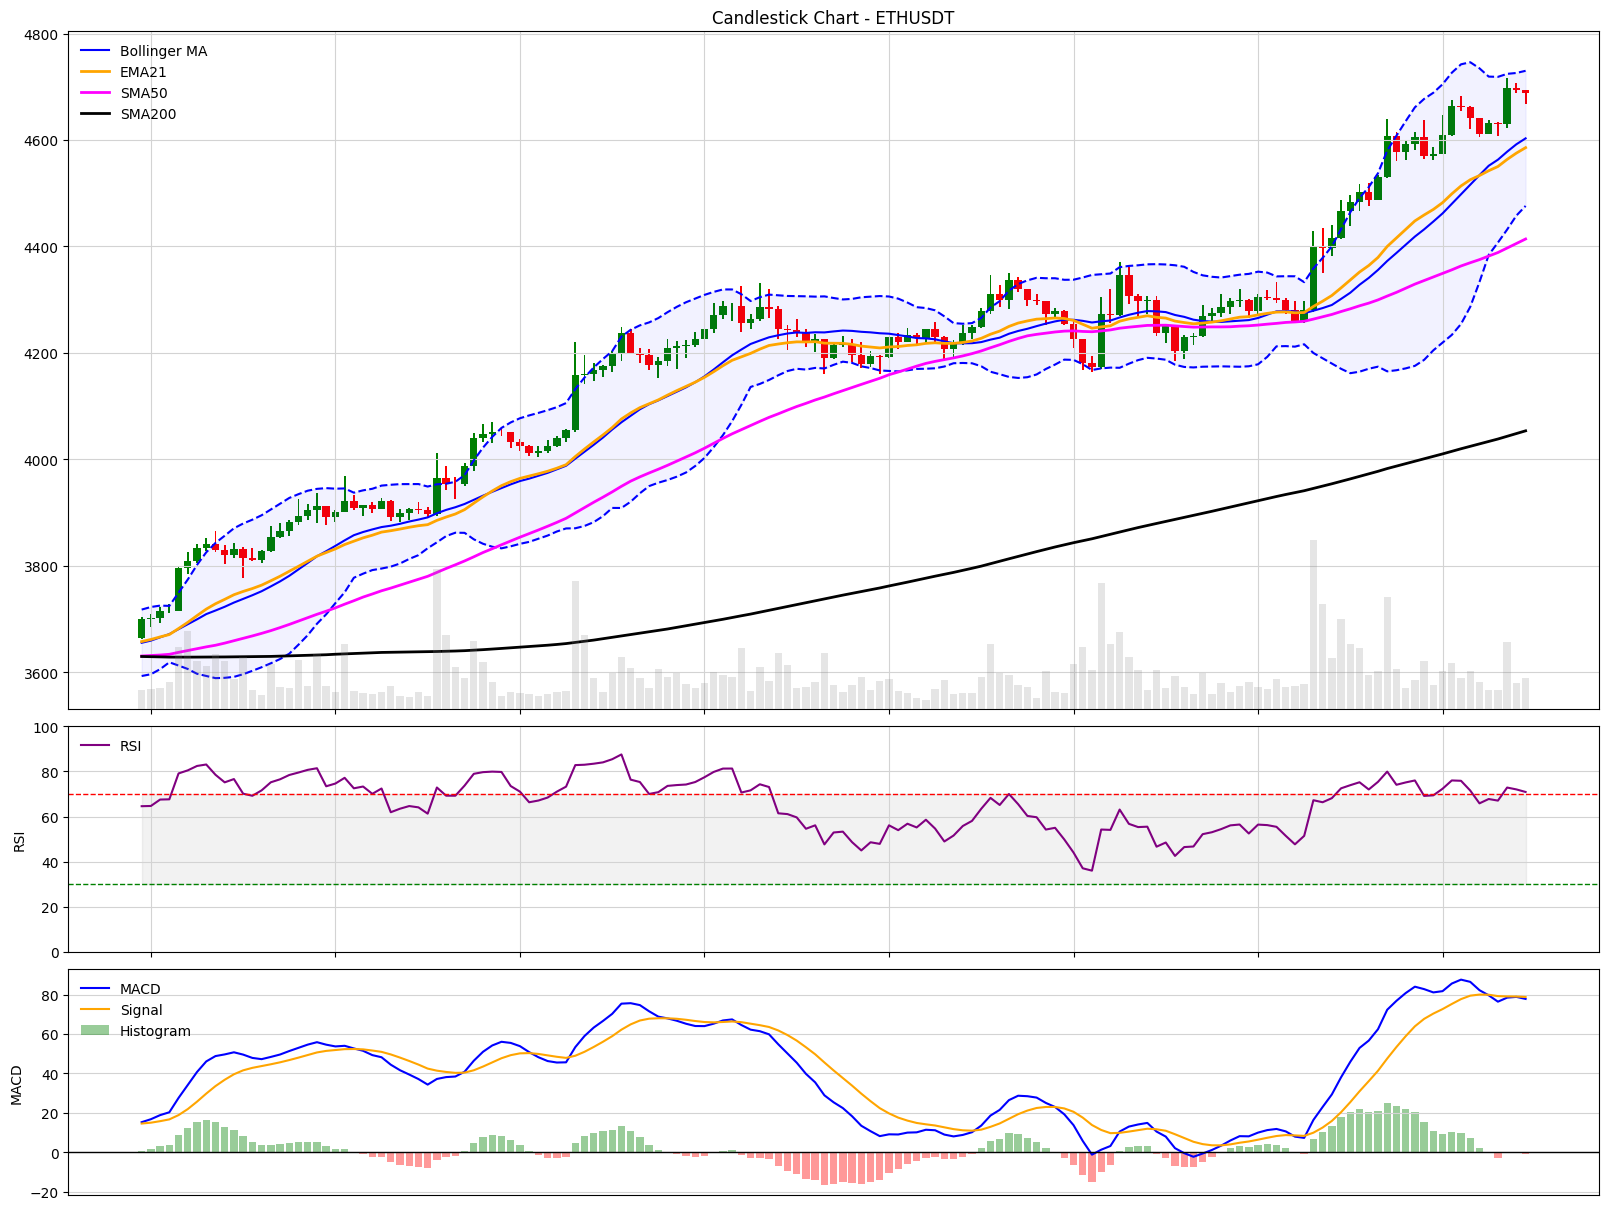 Candlestick Chart - ETHUSDT
4800
4600
4400
4200
4000
3800
3600
Bollinger MA
EMA21
SMA50
SMA200
100
80
60
40
20
0
RSI
RSI
80
60
40
20
0
−20
MACD
MACD
Signal
Histogram